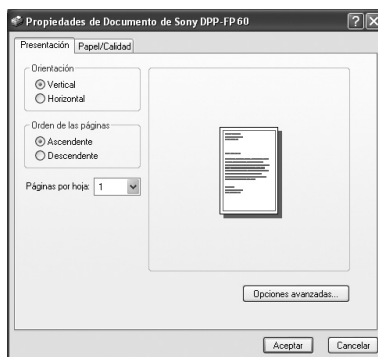 Propiedades de Documento de Sony DPP-FP60
Presentación Papel/Calidad
Orientación
Vertical
Horizontal
Orden de las páginas
Ascendente
Descendente
Páginas por hoja: 1
Opciones avanzadas...
Aceptar Cancelar